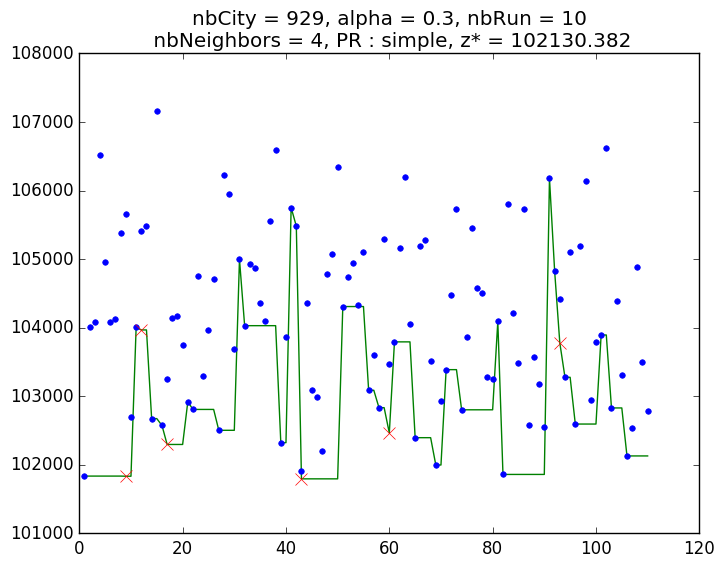 nbCity = 929, alpha = 0.3, nbRun = 10
nbNeighbors = 4, PR : simple, z* = 102130.382
108000
107000
106000
105000
104000
103000
102000
101000
0 20 40 60 80 100 120